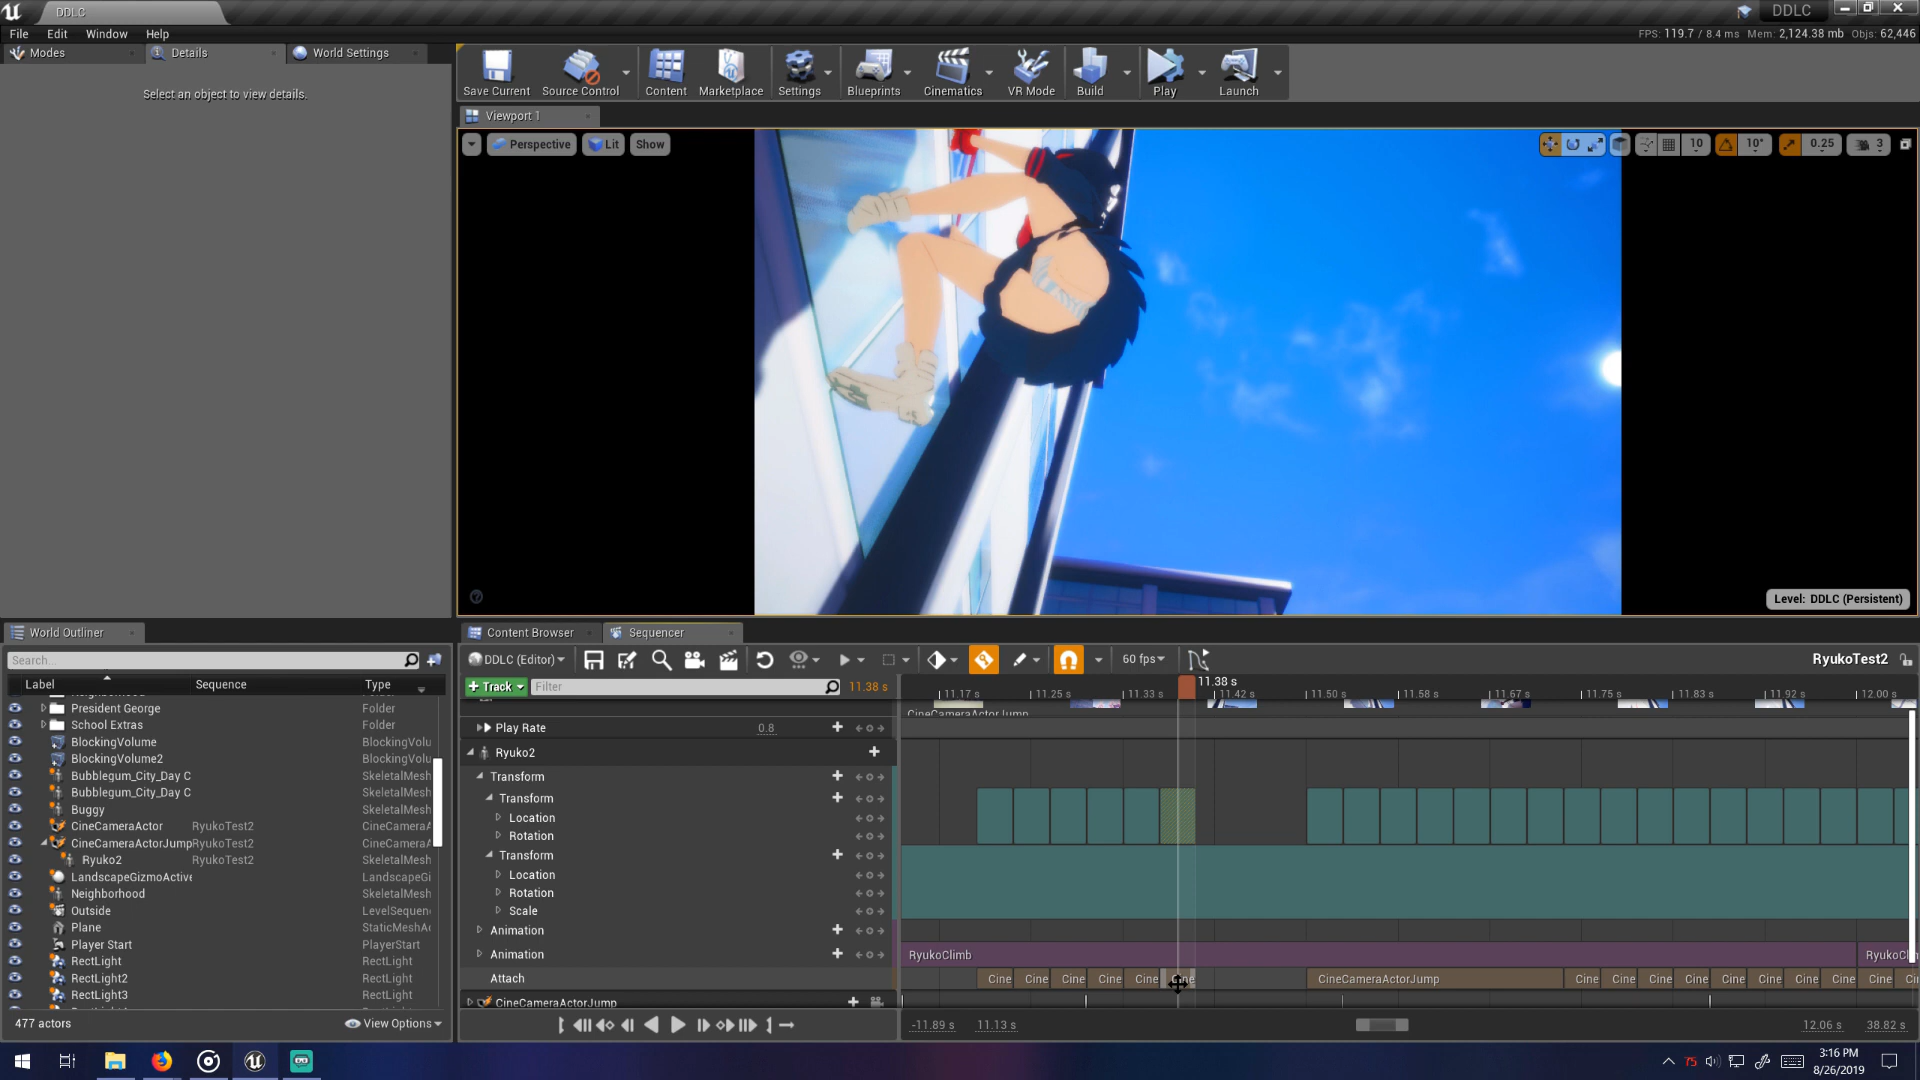 DDLC
DDLC
File Edit Window Help
FPS: 119.7 / 8.4 ms Mem: 2,124.38 mb Objs: 62,446
Modes Details World Settings
Select an object to view details.
Save Current Source Control Content Marketplace Settings Blueprints Cinematics VR Mode Build Play Launch
Viewport 1
Perspective Lit Show
10 10° 0.25 3
Level: DDLC (Persistent)
World Outliner
Search...
Label Sequence Type
Neighborhood Folder
President George Folder
School Extras Folder
BlockingVolume BlockingVolu
BlockingVolume2 BlockingVolu
Bubblegum_City_Day C SkeletalMesh
Bubblegum_City_Day C SkeletalMesh
Buggy SkeletalMesh
CineCameraActor RyukoTest2 CineCameraA
CineCameraActorJump RyukoTest2 CineCameraA
Ryuko2 RyukoTest2 SkeletalMesh
LandscapeGizmoActive LandscapeGi
Neighborhood SkeletalMesh
Outside LevelSequen
Plane StaticMeshA
Player Start PlayerStart
RectLight RectLight
RectLight2 RectLight
RectLight3 RectLight
477 actors View Options
Content Browser Sequencer
DDLC (Editor) 60 fps RyukoTest2
Track Filter 11.38 s
11.38 s
11.17 s 11.25 s 11.33 s 11.42 s 11.50 s 11.58 s 11.67 s 11.75 s 11.83 s 11.92 s 12.00 s
CineCameraActorJump
Play Rate 0.8
Ryuko2
Transform
Transform
Location
Rotation
Transform
Location
Rotation
Scale
Animation
Animation
RyukoClimb RyukoCl
Attach
Cine Cine Cine Cine Cine Cine CineCameraActorJump Cine Cine Cine Cine Cine Cine Cine Cine Ci
CineCameraActorJump
-11.89 s 11.13 s 12.06 s 38.82 s
75
3:16 PM
8/26/2019